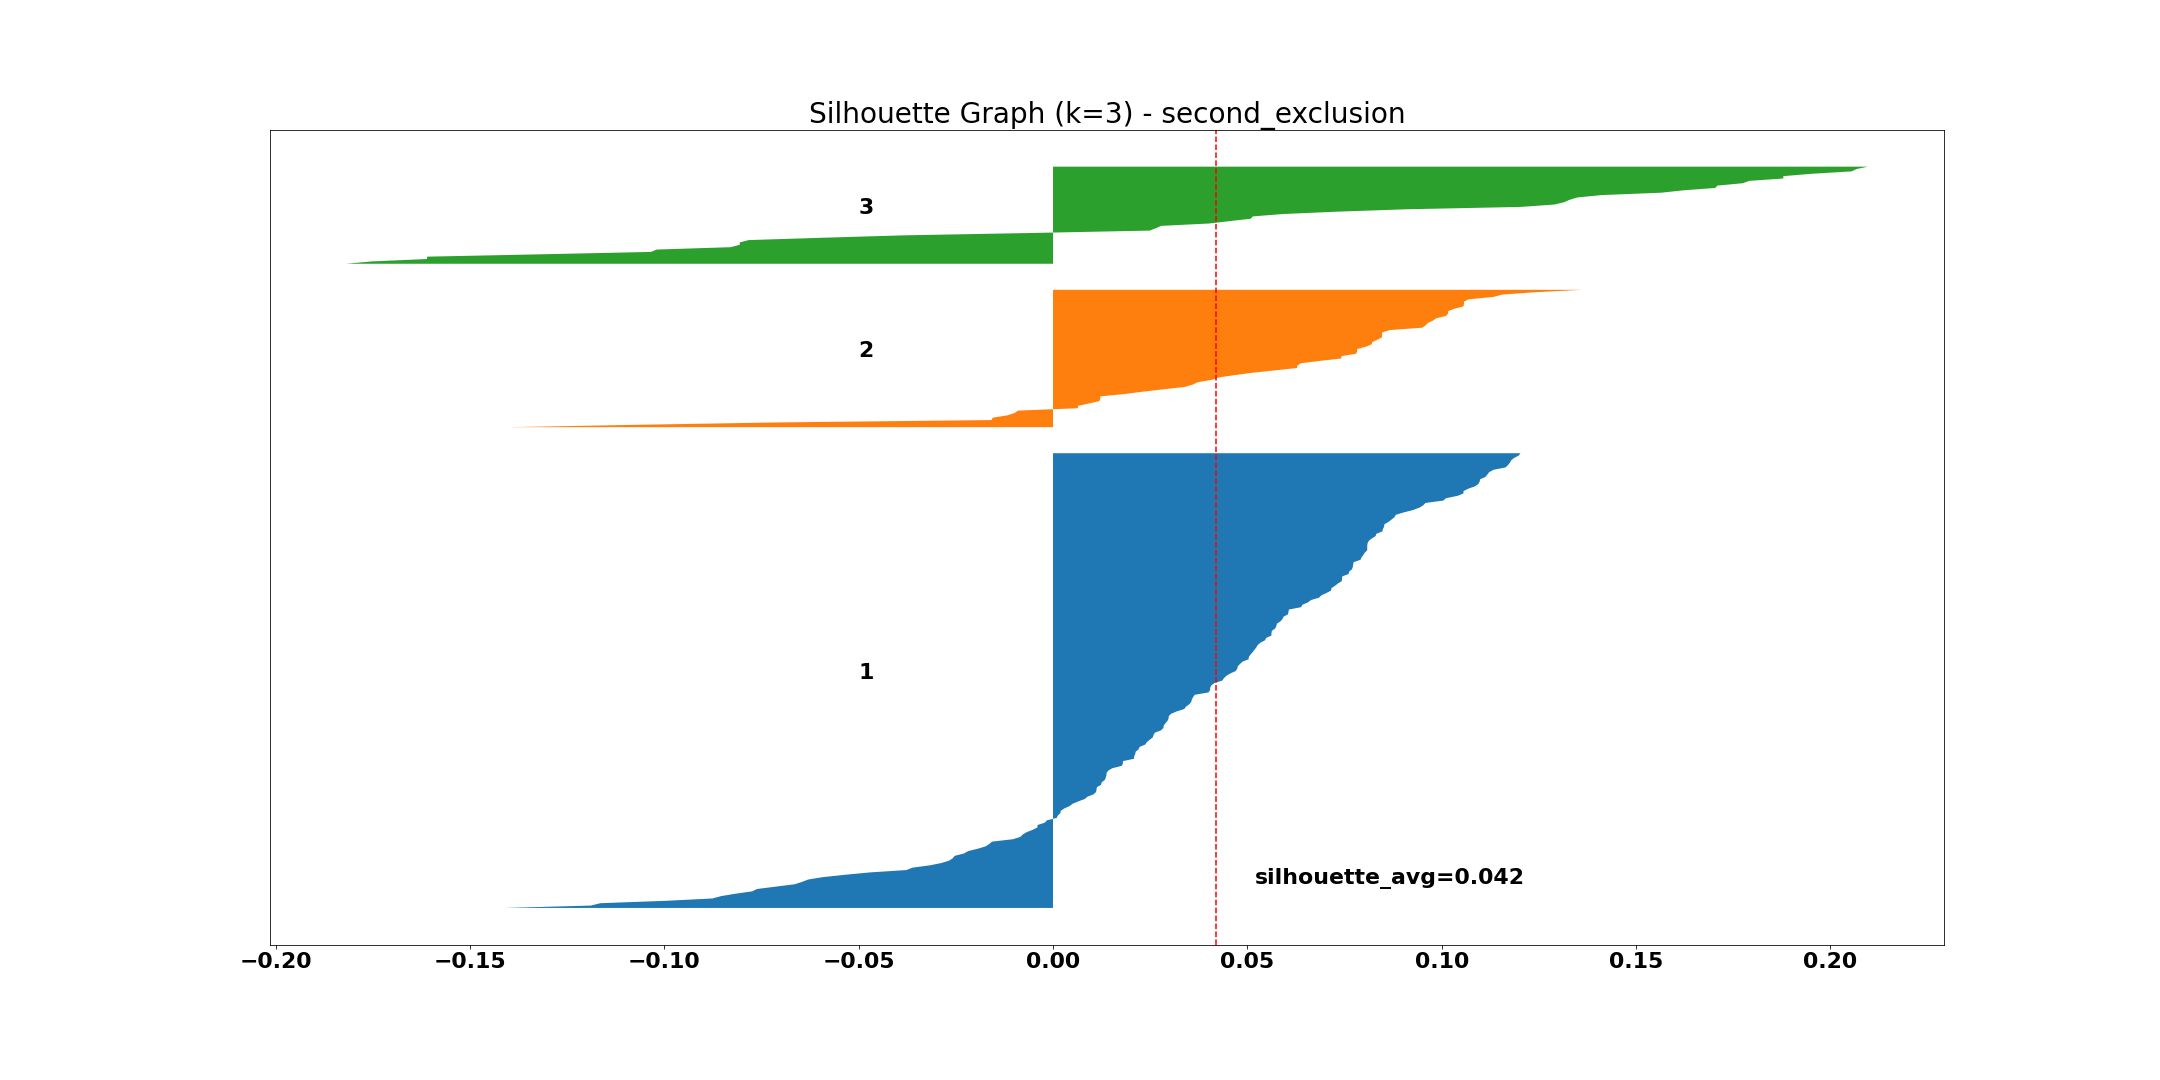 Silhouette Graph (k=3) - second_exclusion
3
2
1
silhouette_avg=0.042
−0.20 −0.15 −0.10 −0.05 0.00 0.05 0.10 0.15 0.20